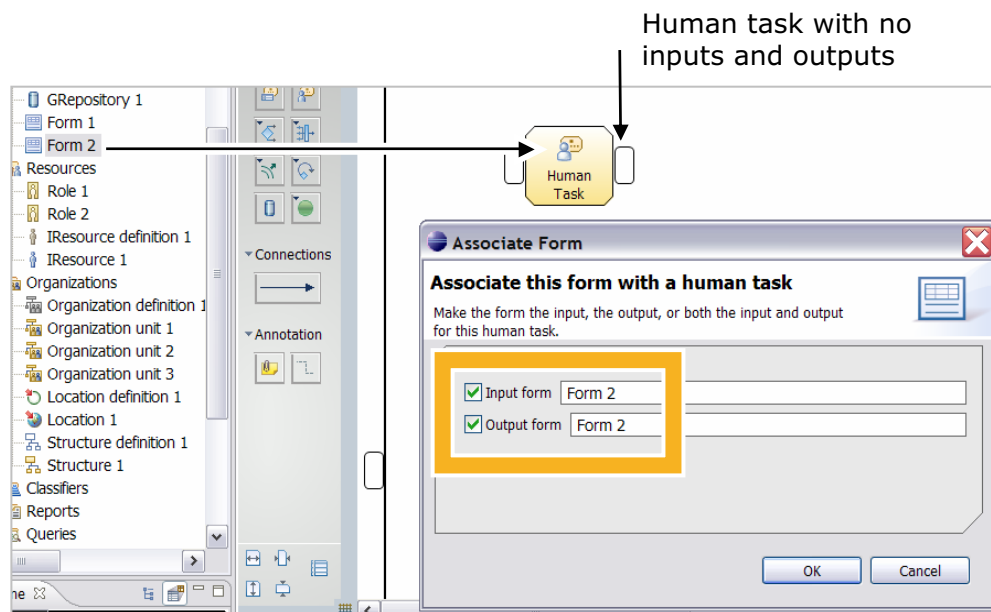 Human task with no
inputs and outputs
GRepository 1
Form 1
Form 2
Resources
Role 1
Role 2
IResource definition 1
IResource 1
Organizations
Organization definition 1
Organization unit 1
Organization unit 2
Organization unit 3
Location definition 1
Location 1
Structure definition 1
Structure 1
Classifiers
Reports
Queries
ne
Connections
Annotation
Human
Task
Associate Form
Associate this form with a human task
Make the form the input, the output, or both the input and output
for this human task.
Input form Form 2
Output form Form 2
OK Cancel